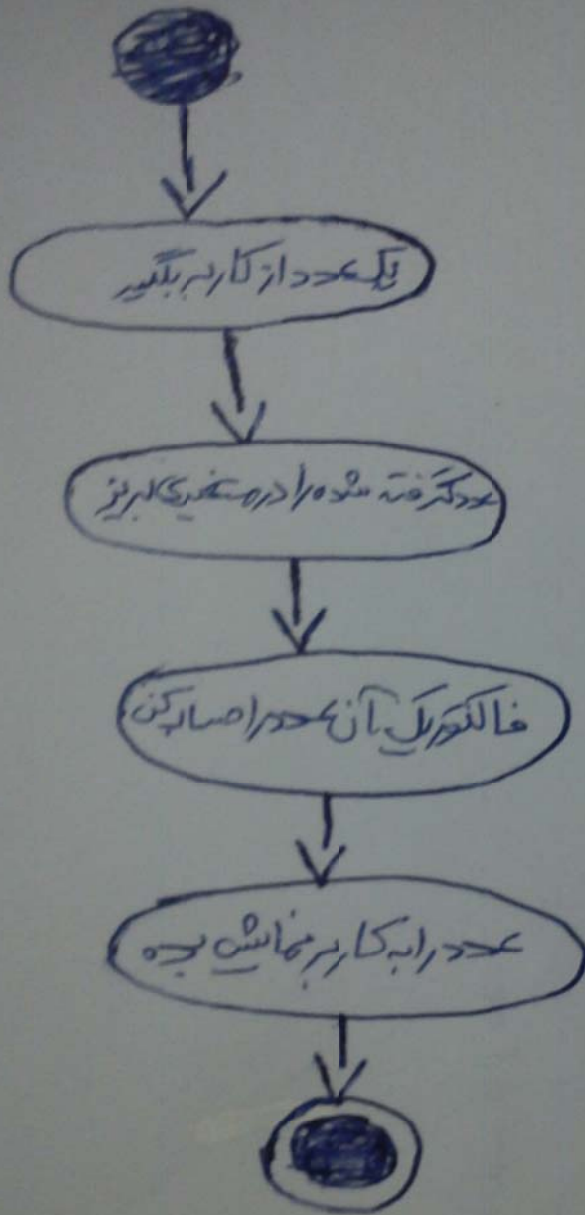 یک عدد از کاربر بگیر
عدد گرفته شده را در متغیری بریز
فاکتوریل آن عدد را حساب کن
عدد را به کاربر نمایش بده